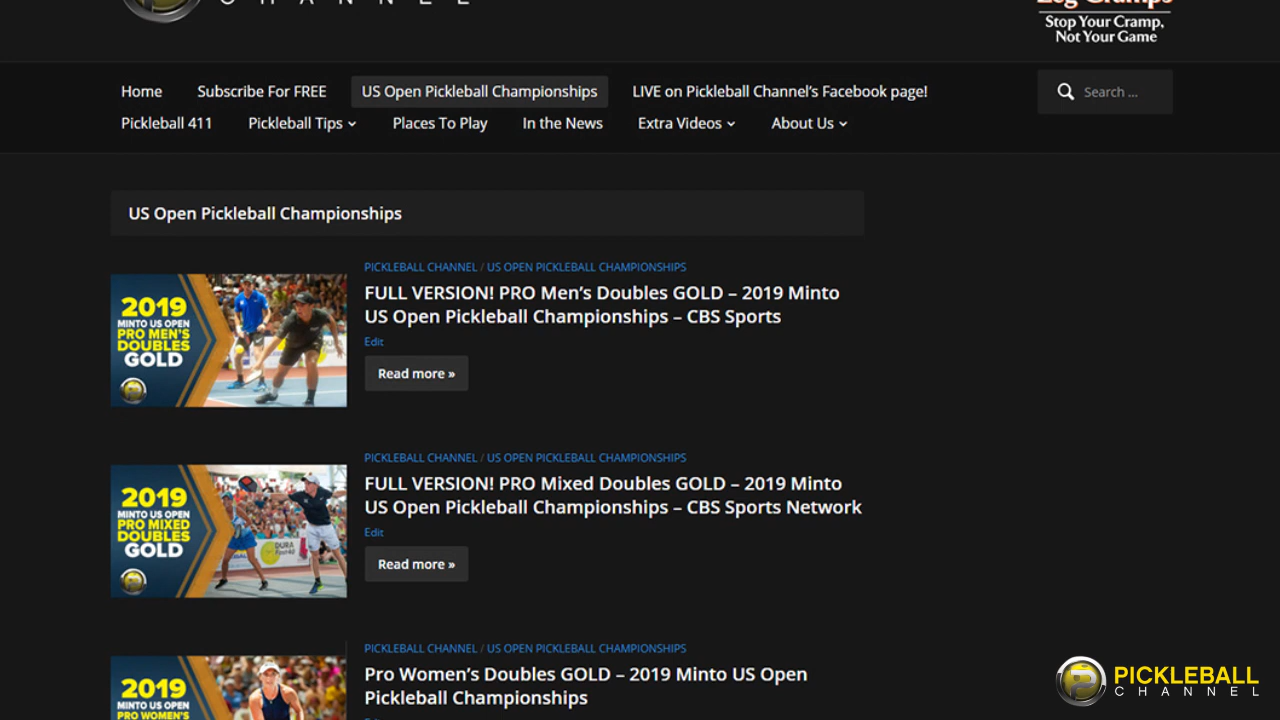 CHANNEL
Leg Cramps
Stop Your Cramp,
Not Your Game
Home Subscribe For FREE US Open Pickleball Championships LIVE on Pickleball Channel's Facebook page!
Search ...
Pickleball 411 Pickleball Tips Places To Play In the News Extra Videos About Us
US Open Pickleball Championships
PICKLEBALL CHANNEL / US OPEN PICKLEBALL CHAMPIONSHIPS
FULL VERSION! PRO Men's Doubles GOLD – 2019 Minto
US Open Pickleball Championships – CBS Sports
Edit
Read more »
2019
MINTO US OPEN
PRO MEN'S
DOUBLES
GOLD
PICKLEBALL CHANNEL / US OPEN PICKLEBALL CHAMPIONSHIPS
FULL VERSION! PRO Mixed Doubles GOLD – 2019 Minto
US Open Pickleball Championships – CBS Sports Network
Edit
Read more »
2019
MINTO US OPEN
PRO MIXED
DOUBLES
GOLD
DURA
PICKLEBALL CHANNEL / US OPEN PICKLEBALL CHAMPIONSHIPS
Pro Women's Doubles GOLD – 2019 Minto US Open
Pickleball Championships
2019
MINTO US OPEN
PRO WOMEN'S
PICKLEBALL
CHANNEL